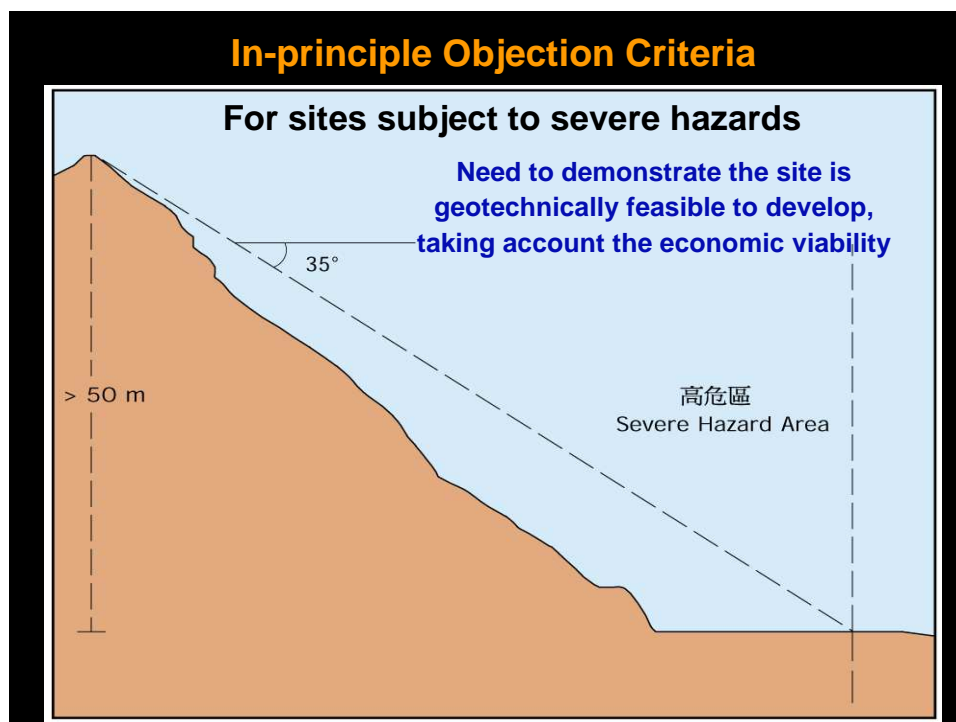 In-principle Objection Criteria
For sites subject to severe hazards
Need to demonstrate the site is
geotechnically feasible to develop,
taking account the economic viability
35°
> 50 m
高危區
Severe Hazard Area